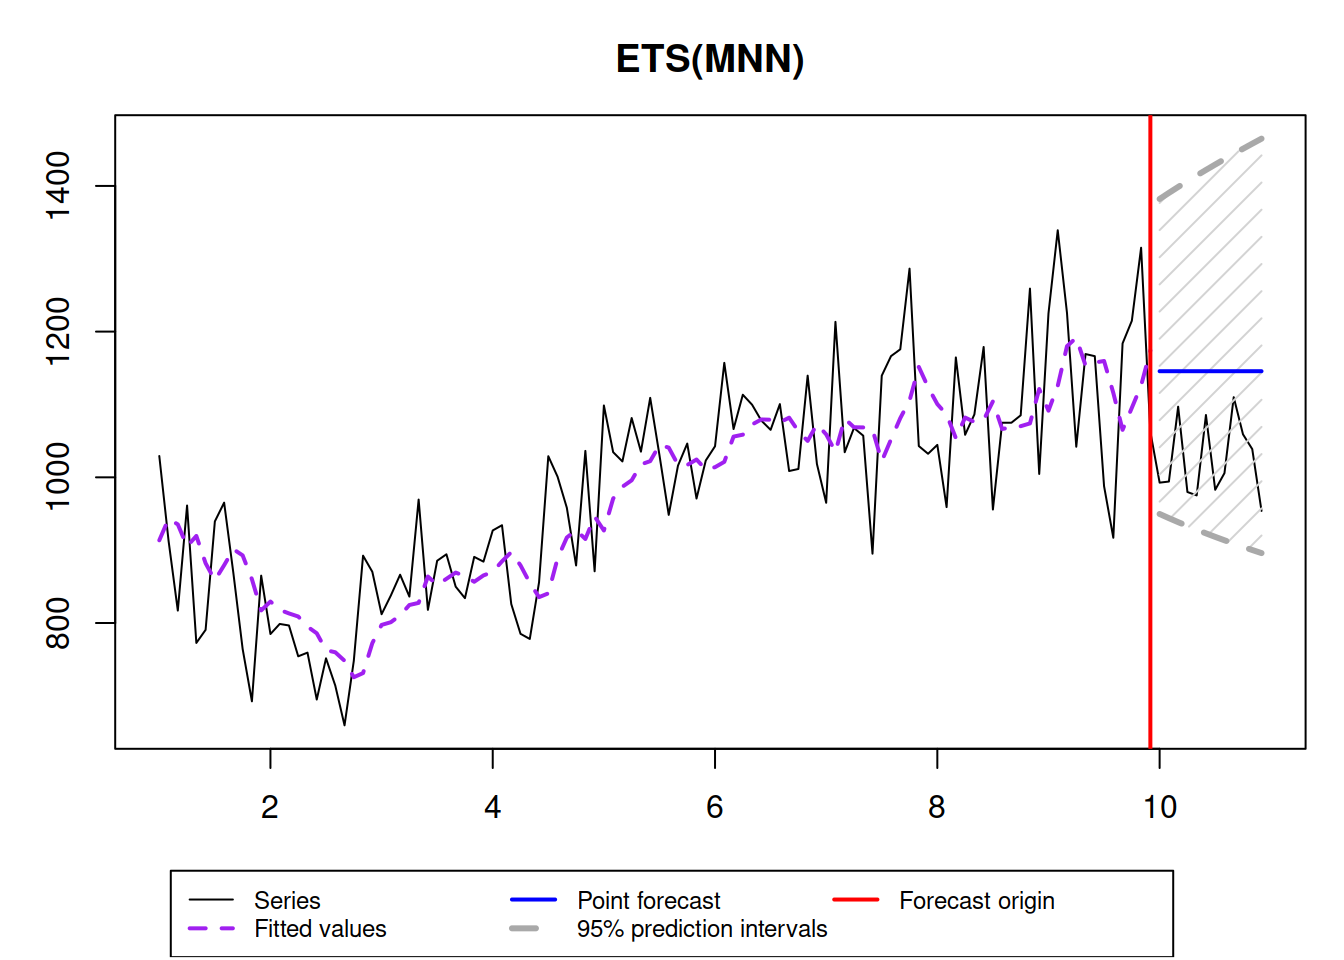 ETS(MNN)
1400
1200
1000
800
2 4 6 8 10
Series Point forecast Forecast origin
Fitted values 95% prediction intervals